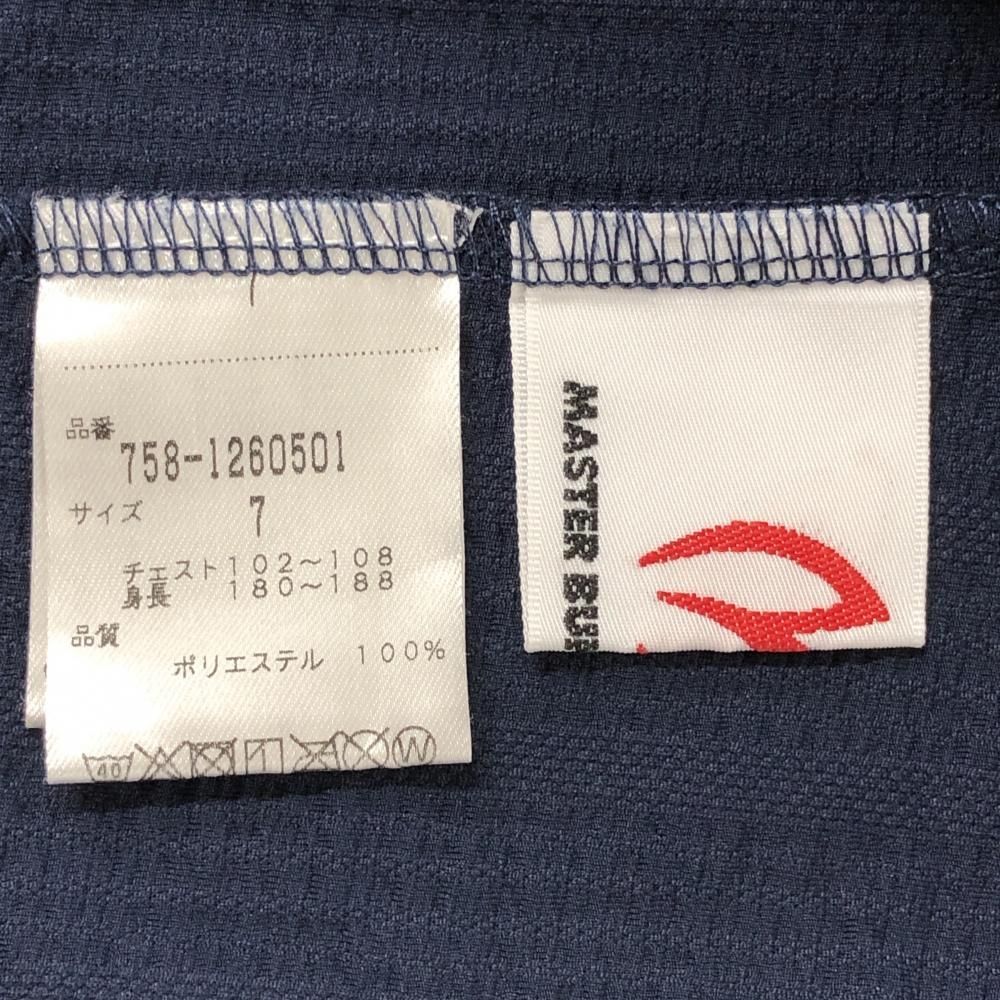 品番
758-1260501
サイズ 7
チェスト102～108
身長 180～188
品質
ポリエステル 100%
40
W
MASTER BU